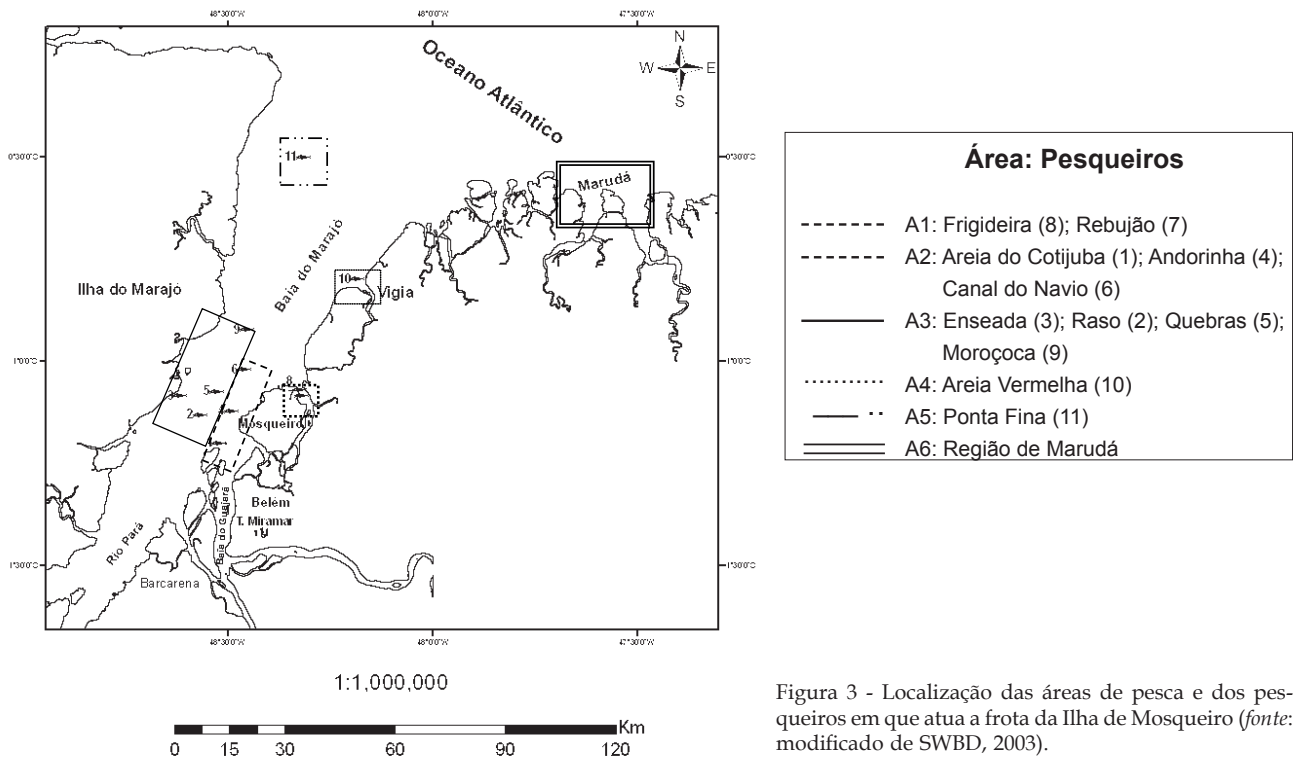 48°30'0"W 48°0'0"W 47°30'0"W
Oceano Atlântico
N
W E
S
0°30'0"
11
0°30'0"
Marudá
Baia do Marajó
10
Vigia
Ilha do Marajó
9
1°0'0"
6
8
1°0'0"
5
7
2
Mosqueiro
Belém
T. Miramar
Baia do Guajará
Rio Pará
Barcarena
1°30'0"
1°30'0"
48°30'0"W 48°0'0"W 47°30'0"W
1:1,000,000
Km
0 15 30 60 90 120
Área: Pesqueiros
A1: Frigideira (8); Rebujão (7)
A2: Areia do Cotijuba (1); Andorinha (4);
Canal do Navio (6)
A3: Enseada (3); Raso (2); Quebras (5);
Moroçoca (9)
A4: Areia Vermelha (10)
A5: Ponta Fina (11)
A6: Região de Marudá
Figura 3 - Localização das áreas de pesca e dos pes-
queiros em que atua a frota da Ilha de Mosqueiro (fonte:
modificado de SWBD, 2003).